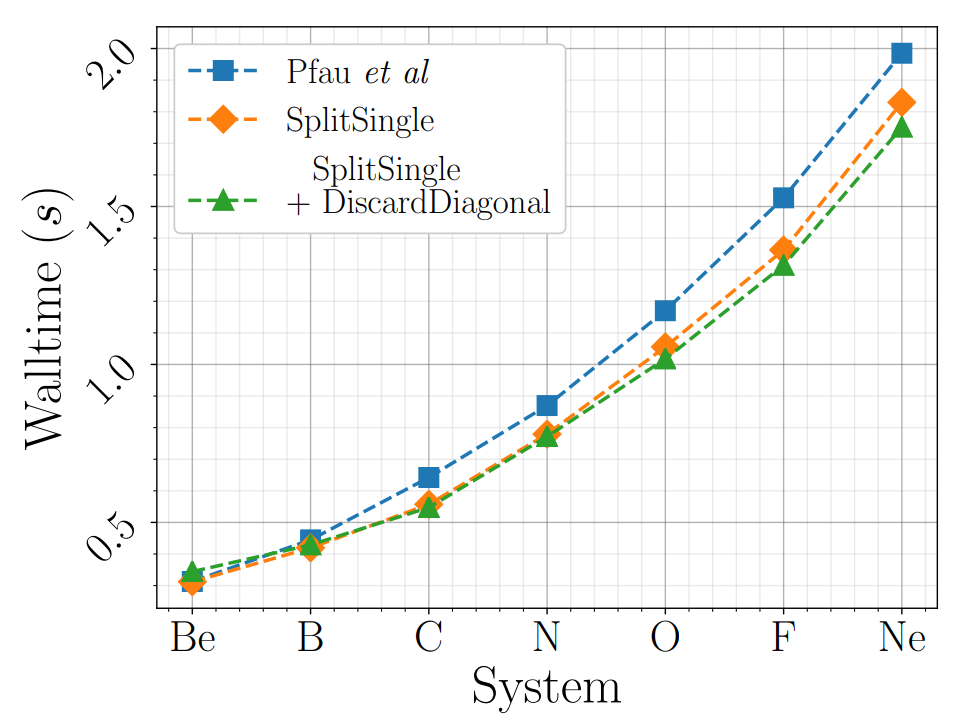 2.0
1.5
1.0
0.5
Walltime (s)
Pfau et al
SplitSingle
SplitSingle
+ DiscardDiagonal
Be B C N O F Ne
System